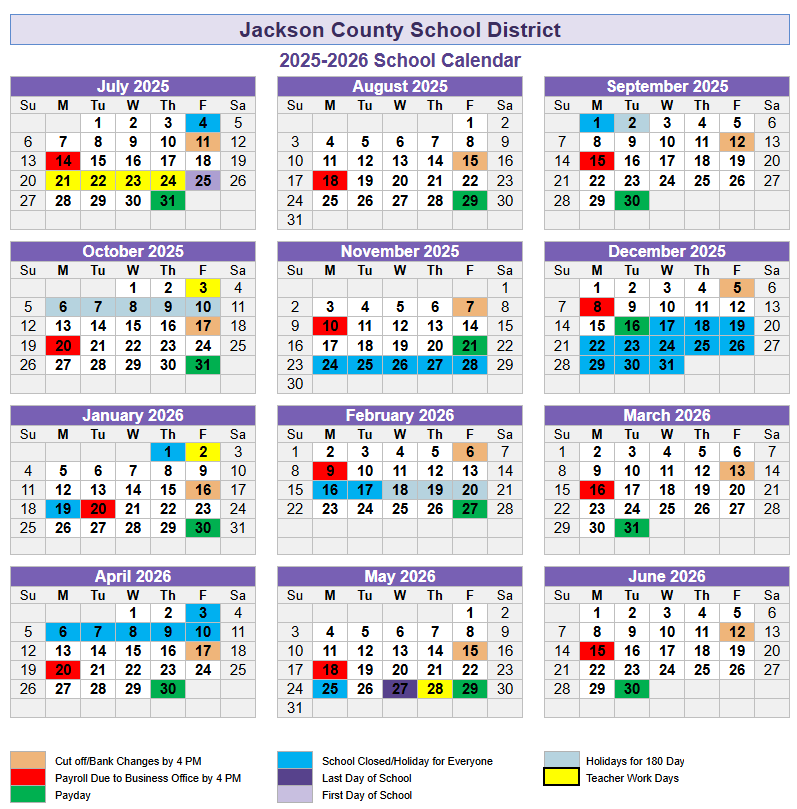 Jackson County School District
2025-2026 School Calendar
July 2025 August 2025 September 2025
Su M Tu W Th F Sa Su M Tu W Th F Sa Su M Tu W Th F Sa
1 2 3 4 5 1 2 1 2 3 4 5 6
6 7 8 9 10 11 12 3 4 5 6 7 8 9 7 8 9 10 11 12 13
13 14 15 16 17 18 19 10 11 12 13 14 15 16 14 15 16 17 18 19 20
20 21 22 23 24 25 26 17 18 19 20 21 22 23 21 22 23 24 25 26 27
27 28 29 30 31 24 25 26 27 28 29 30 28 29 30
31
October 2025 November 2025 December 2025
Su M Tu W Th F Sa Su M Tu W Th F Sa Su M Tu W Th F Sa
1 2 3 4 1 1 2 3 4 5 6
5 6 7 8 9 10 11 2 3 4 5 6 7 8 7 8 9 10 11 12 13
12 13 14 15 16 17 18 9 10 11 12 13 14 15 14 15 16 17 18 19 20
19 20 21 22 23 24 25 16 17 18 19 20 21 22 21 22 23 24 25 26 27
26 27 28 29 30 31 23 24 25 26 27 28 29 28 29 30 31
30
January 2026 February 2026 March 2026
Su M Tu W Th F Sa Su M Tu W Th F Sa Su M Tu W Th F Sa
1 2 3 1 2 3 4 5 6 7 1 2 3 4 5 6 7
4 5 6 7 8 9 10 8 9 10 11 12 13 14 8 9 10 11 12 13 14
11 12 13 14 15 16 17 15 16 17 18 19 20 21 15 16 17 18 19 20 21
18 19 20 21 22 23 24 22 23 24 25 26 27 28 22 23 24 25 26 27 28
25 26 27 28 29 30 31 29 30 31
April 2026 May 2026 June 2026
Su M Tu W Th F Sa Su M Tu W Th F Sa Su M Tu W Th F Sa
1 2 3 4 1 2 1 2 3 4 5 6
5 6 7 8 9 10 11 3 4 5 6 7 8 9 7 8 9 10 11 12 13
12 13 14 15 16 17 18 10 11 12 13 14 15 16 14 15 16 17 18 19 20
19 20 21 22 23 24 25 17 18 19 20 21 22 23 21 22 23 24 25 26 27
26 27 28 29 30 24 25 26 27 28 29 30 28 29 30
31
Cut off/Bank Changes by 4 PM School Closed/Holiday for Everyone Holidays for 180 Day
Payroll Due to Business Office by 4 PM Last Day of School Teacher Work Days
Payday First Day of School